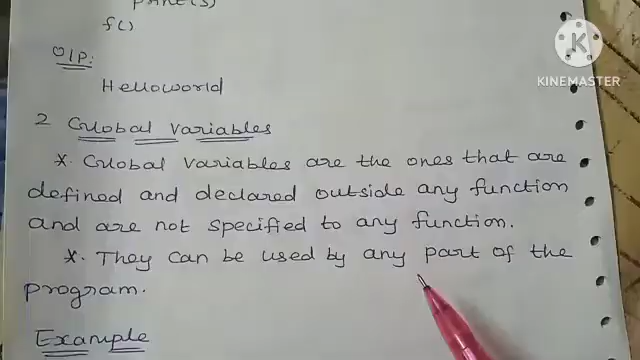 print(s)
f()
O/P:
Helloworld
2 Global Variables
*. Global variables are the ones that are
defined and declared outside any function
and are not specified to any function.
*. They can be used by any part of the
program.
Example
KINEMASTER